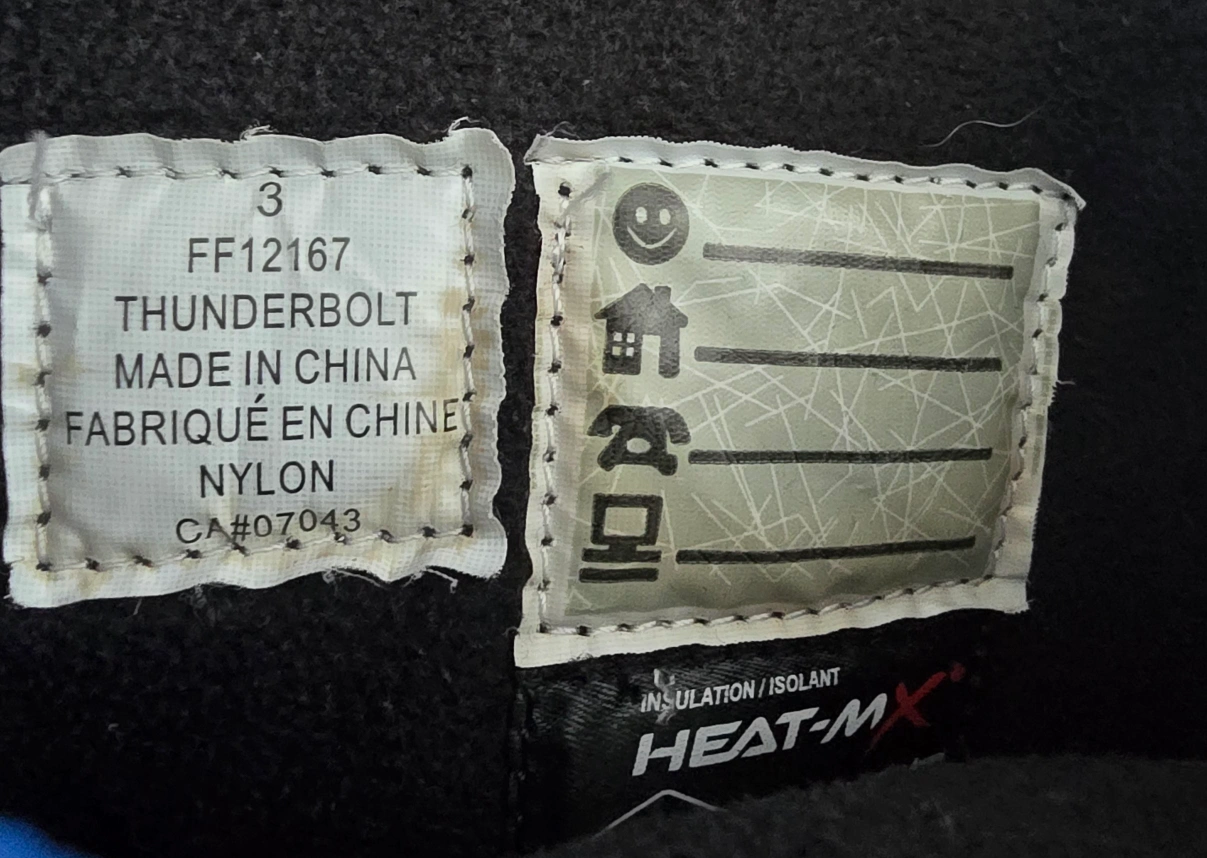 3
FF12167
THUNDERBOLT
MADE IN CHINA
FABRIQUÉ EN CHINE
NYLON
CA#07043
INSULATION / ISOLANT
HEAT-MX